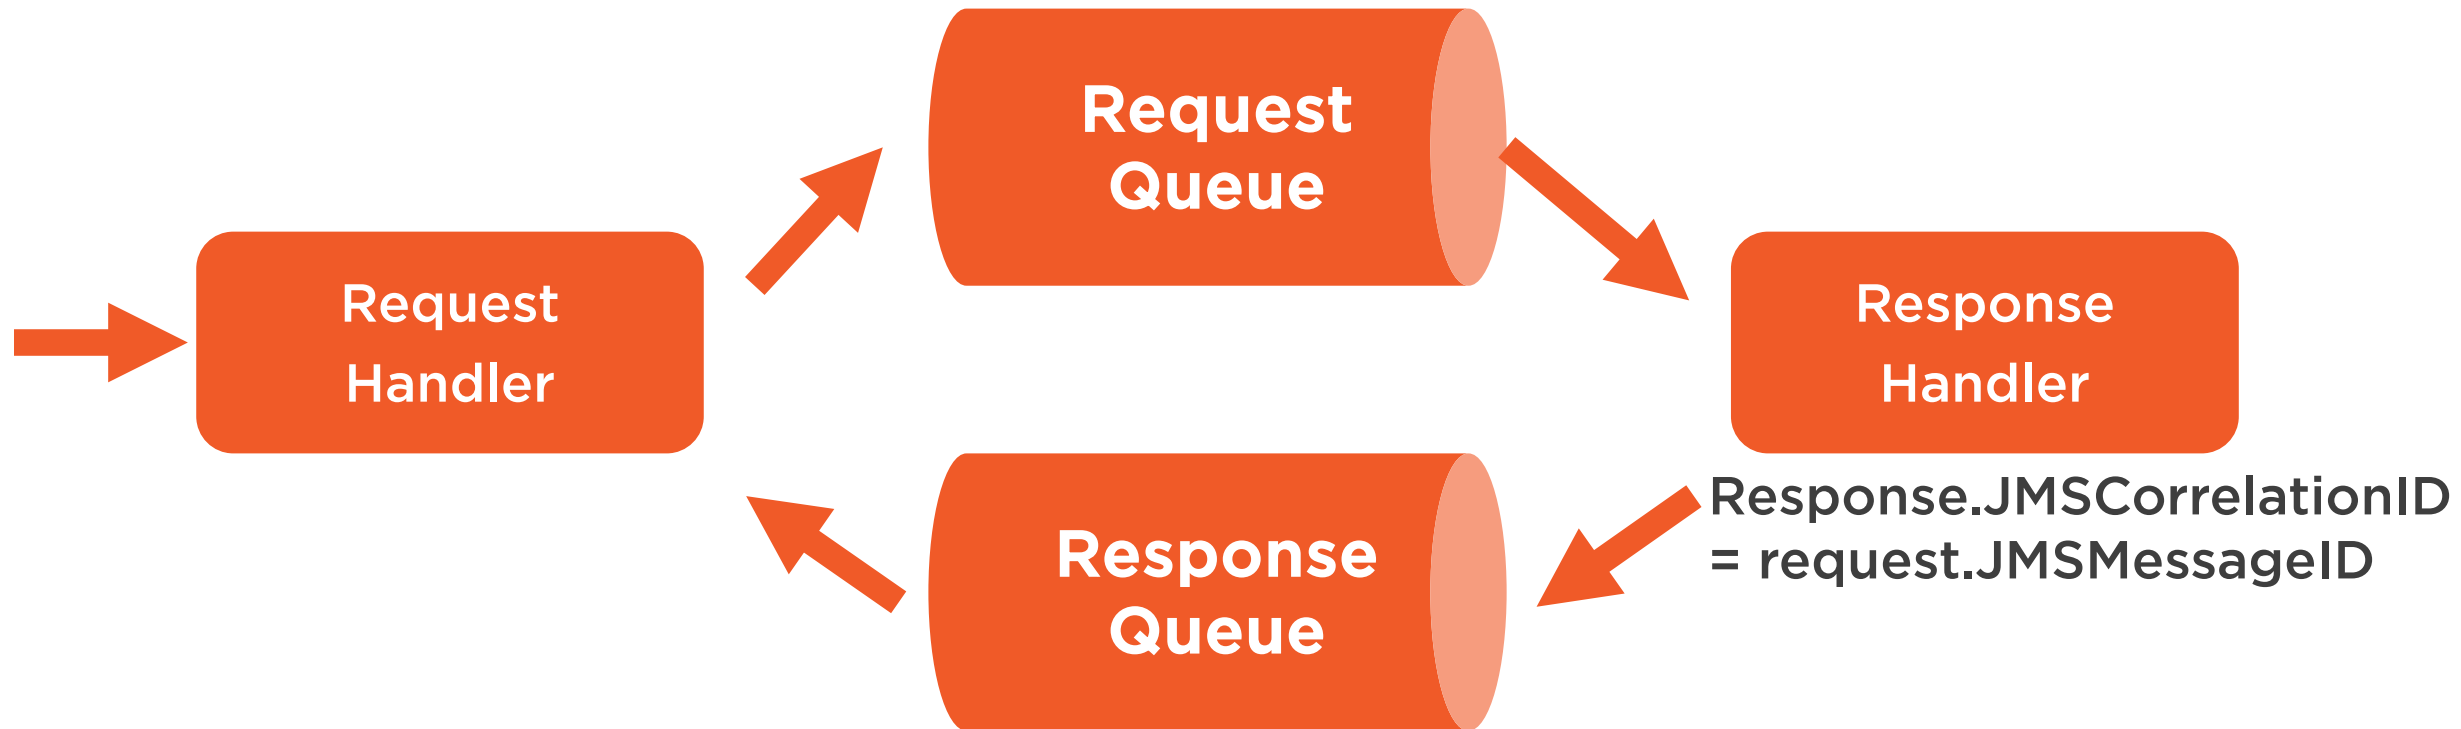 Request
Queue
Request
Handler
Response
Handler
Response.JMSCorrelationID
= request.JMSMessageID
Response
Queue